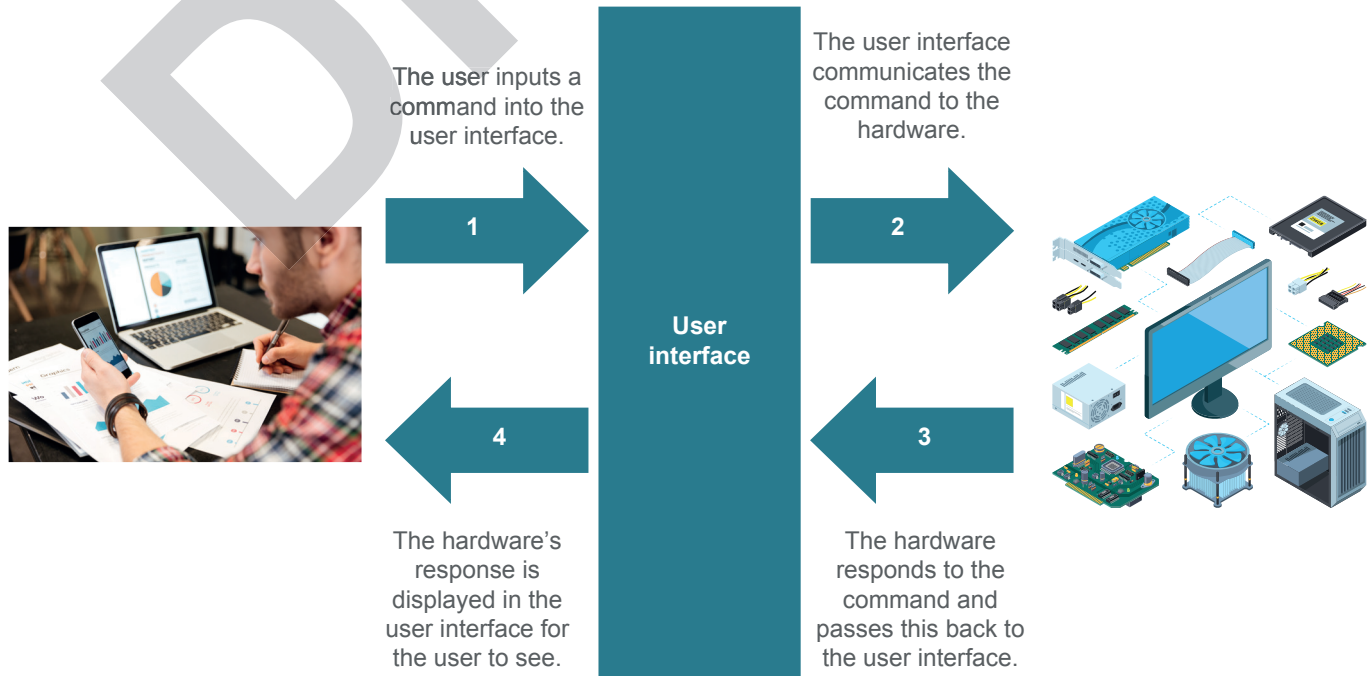 The user inputs a
command into the
user interface.
1
The user interface
communicates the
command to the
hardware.
2
User
interface
4
The hardware's
response is
displayed in the
user interface for
the user to see.
3
The hardware
responds to the
command and
passes this back to
the user interface.
Graphics